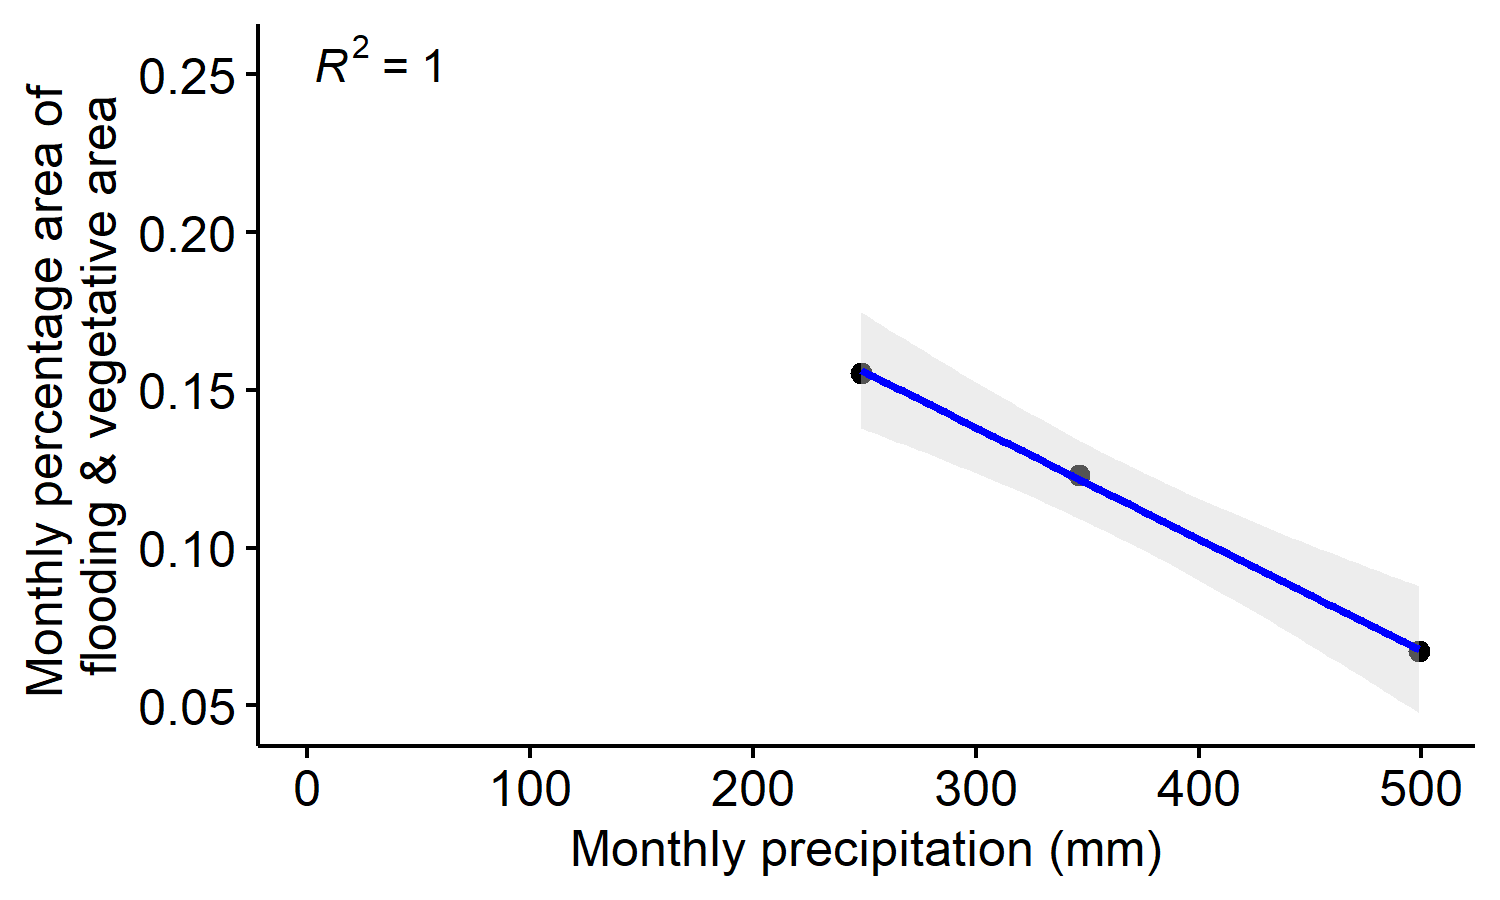 R² = 1
Monthly percentage area of
flooding & vegetative area
0.25
0.20
0.15
0.10
0.05
0 100 200 300 400 500
Monthly precipitation (mm)